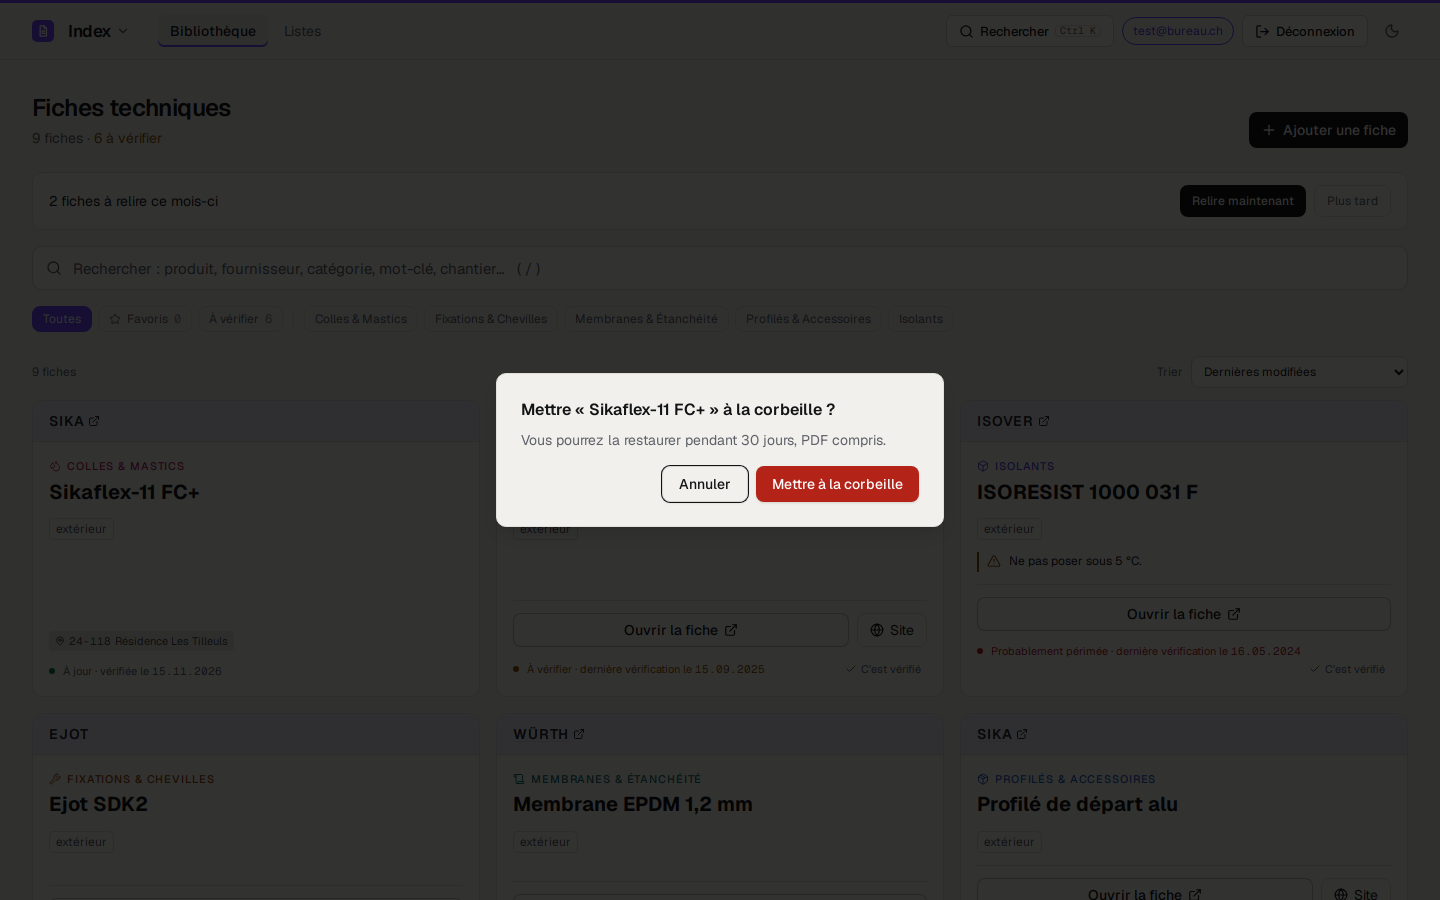 Index
Bibliothèque
Listes
Rechercher Ctrl K
test@bureau.ch
Déconnexion
Fiches techniques
9 fiches · 6 à vérifier
Ajouter une fiche
2 fiches à relire ce mois-ci
Relire maintenant
Plus tard
Rechercher : produit, fournisseur, catégorie, mot-clé, chantier… ( / )
Toutes
Favoris 0
À vérifier 6
Colles & Mastics
Fixations & Chevilles
Membranes & Étanchéité
Profilés & Accessoires
Isolants
9 fiches
Trier
Dernières modifiées
Mettre « Sikaflex-11 FC+ » à la corbeille ?
Vous pourrez la restaurer pendant 30 jours, PDF compris.
Annuler
Mettre à la corbeille
SIKA
COLLES & MASTICS
Sikaflex-11 FC+
extérieur
24-118 Résidence Les Tilleuls
À jour · vérifiée le 15.11.2026
extérieur
Ouvrir la fiche
Site
À vérifier · dernière vérification le 15.09.2025
C'est vérifié
ISOVER
ISOLANTS
ISORESIST 1000 031 F
extérieur
Ne pas poser sous 5 °C.
Ouvrir la fiche
Probablement périmée · dernière vérification le 16.05.2024
C'est vérifié
EJOT
FIXATIONS & CHEVILLES
Ejot SDK2
extérieur
WÜRTH
MEMBRANES & ÉTANCHÉITÉ
Membrane EPDM 1,2 mm
extérieur
SIKA
PROFILÉS & ACCESSOIRES
Profilé de départ alu
extérieur
Ouvrir la fiche
Site